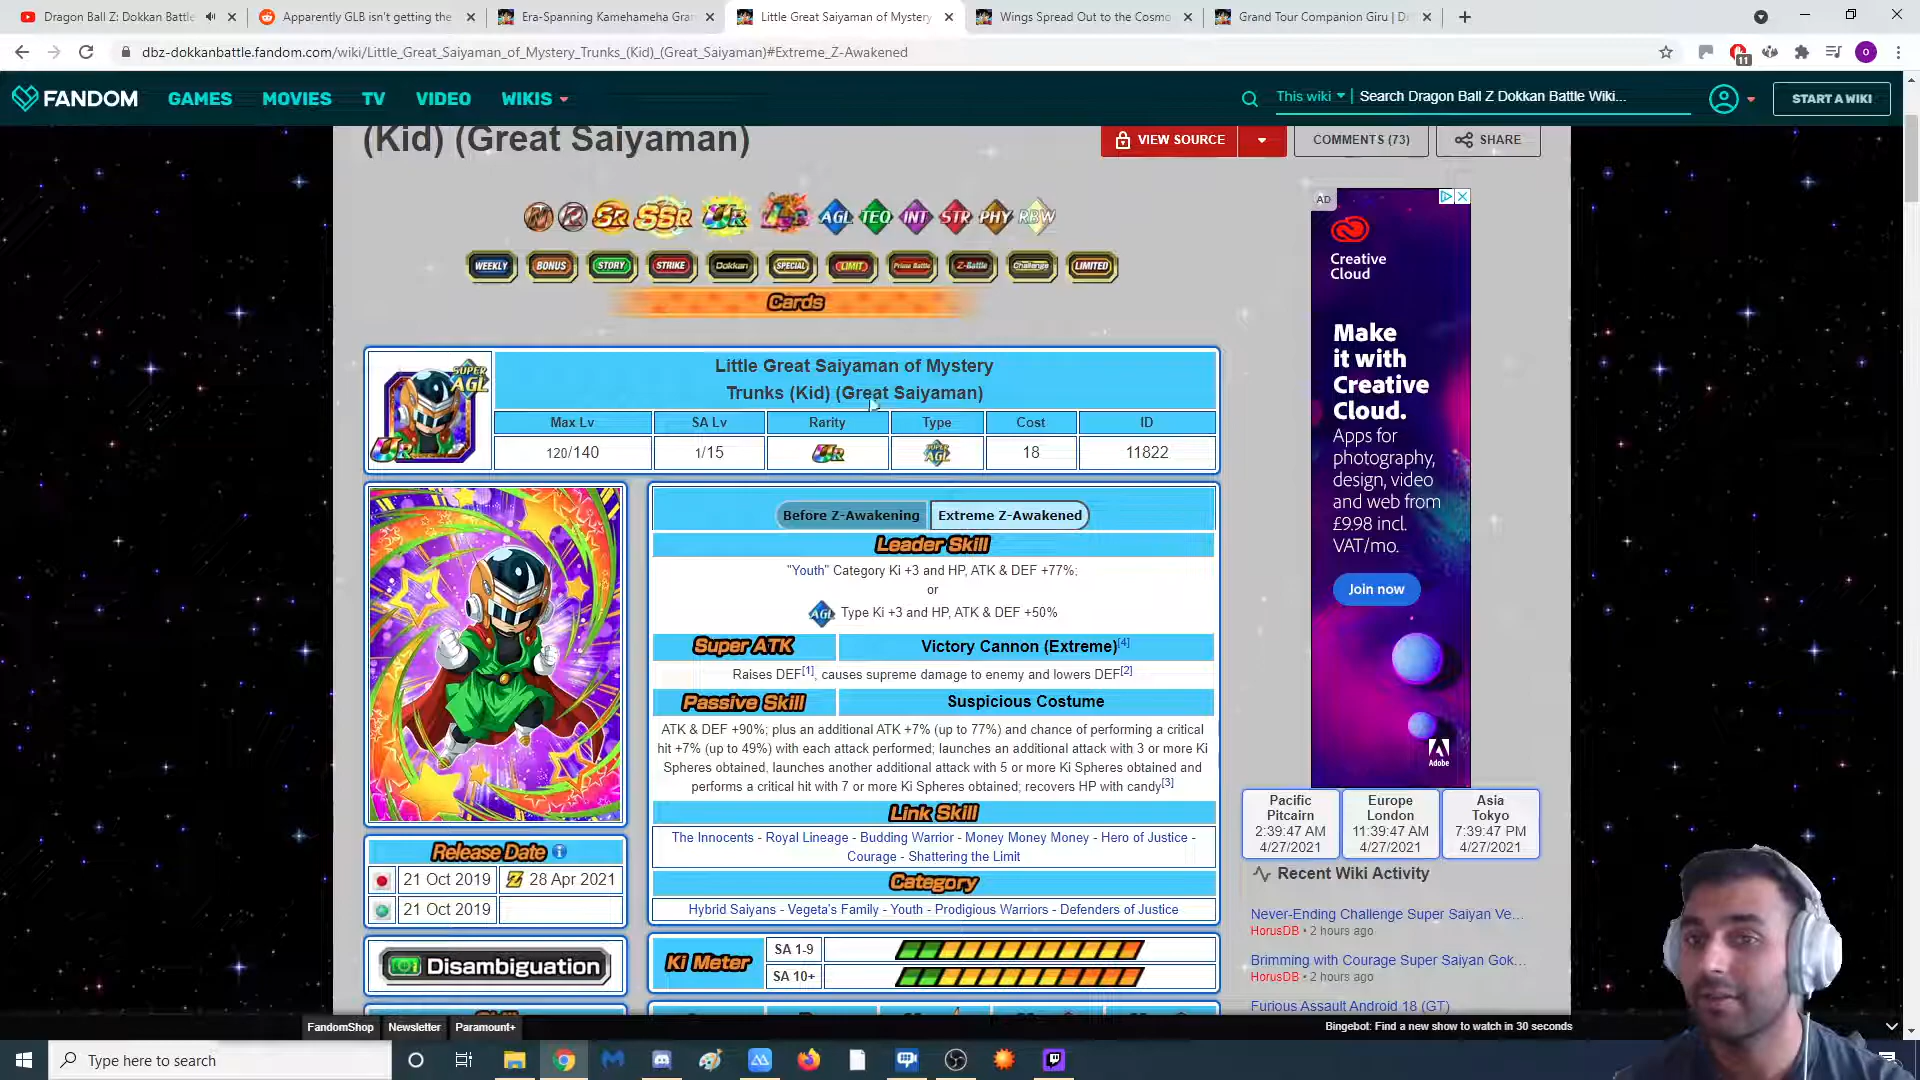 Dragon Ball Z: Dokkan Battle
Apparently GLB isn't getting the
Era-Spanning Kamehameha Gra
Little Great Saiyaman of Mystery
Wings Spread Out to the Cosmo
Grand Tour Companion Giru | D
dbz-dokkanbattle.fandom.com/wiki/Little_Great_Saiyaman_of_Mystery_Trunks_(Kid)_(Great_Saiyaman)#Extreme_Z-Awakened
11
O
FANDOM
GAMES
MOVIES
TV
VIDEO
WIKIS
This wiki
Search Dragon Ball Z Dokkan Battle Wiki...
START A WIKI
(Kid) (Great Saiyaman)
VIEW SOURCE
COMMENTS (73)
SHARE
N R SR SSR UR LR AGL TEQ INT STR PHY RBW
WEEKLY BONUS STORY STRIKE Dokkan SPECIAL LIMIT Prime Battle Z-Battle Challenge LIMITED
Cards
SUPER AGL
UR
Little Great Saiyaman of Mystery
Trunks (Kid) (Great Saiyaman)
Max Lv SA Lv Rarity Type Cost ID
120/140 1/15 UR SUPER AGL 18 11822
Before Z-Awakening
Extreme Z-Awakened
Leader Skill
"Youth" Category Ki +3 and HP, ATK & DEF +77%;
or
AGL Type Ki +3 and HP, ATK & DEF +50%
Super ATK
Victory Cannon (Extreme)[4]
Raises DEF[1], causes supreme damage to enemy and lowers DEF[2]
Passive Skill
Suspicious Costume
ATK & DEF +90%; plus an additional ATK +7% (up to 77%) and chance of performing a critical
hit +7% (up to 49%) with each attack performed; launches an additional attack with 3 or more Ki
Spheres obtained, launches another additional attack with 5 or more Ki Spheres obtained and
performs a critical hit with 7 or more Ki Spheres obtained; recovers HP with candy[3]
Link Skill
The Innocents - Royal Lineage - Budding Warrior - Money Money Money - Hero of Justice -
Courage - Shattering the Limit
Category
Hybrid Saiyans - Vegeta's Family - Youth - Prodigious Warriors - Defenders of Justice
Ki Meter
SA 1-9
SA 10+
Release Date
21 Oct 2019
Z 28 Apr 2021
21 Oct 2019
Disambiguation
AD
Creative
Cloud
Make
it with
Creative
Cloud.
Apps for
photography,
design, video
and web from
£9.98 incl.
VAT/mo.
Join now
Adobe
Pacific
Pitcairn
2:39:47 AM
4/27/2021
Europe
London
11:39:47 AM
4/27/2021
Asia
Tokyo
7:39:47 PM
4/27/2021
Recent Wiki Activity
Never-Ending Challenge Super Saiyan Ve...
HorusDB • 2 hours ago
Brimming with Courage Super Saiyan Gok...
HorusDB • 2 hours ago
Furious Assault Android 18 (GT)
FandomShop
Newsletter
Paramount+
Bingebot: Find a new show to watch in 30 seconds
Type here to search